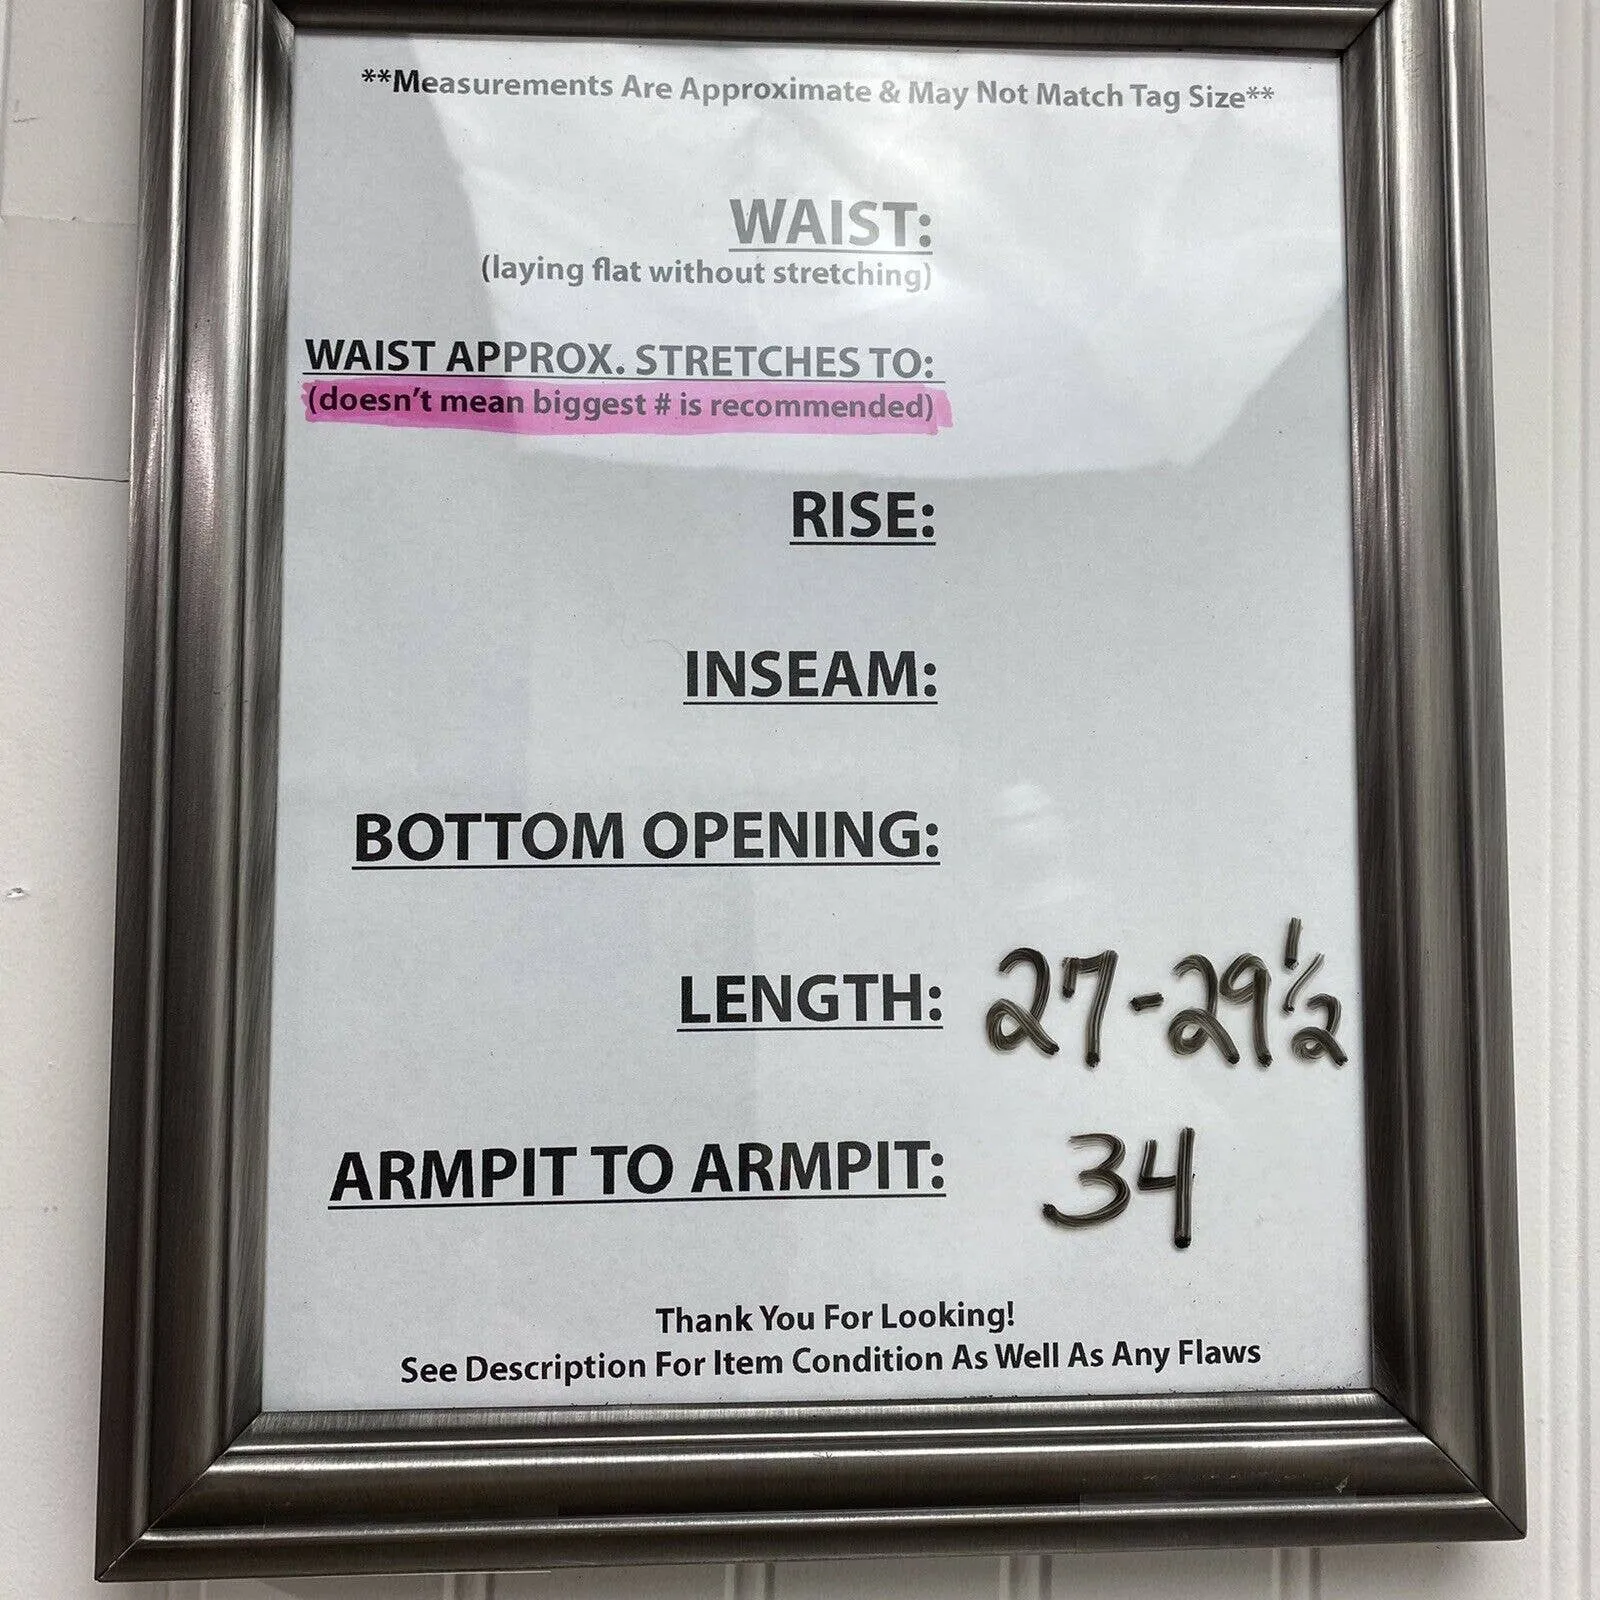 **Measurements Are Approximate & May Not Match Tag Size**
WAIST:
(laying flat without stretching)
WAIST APPROX. STRETCHES TO:
(doesn't mean biggest # is recommended)
RISE:
INSEAM:
BOTTOM OPENING:
LENGTH: 27-29 1/2
ARMPIT TO ARMPIT: 34
Thank You For Looking!
See Description For Item Condition As Well As Any Flaws